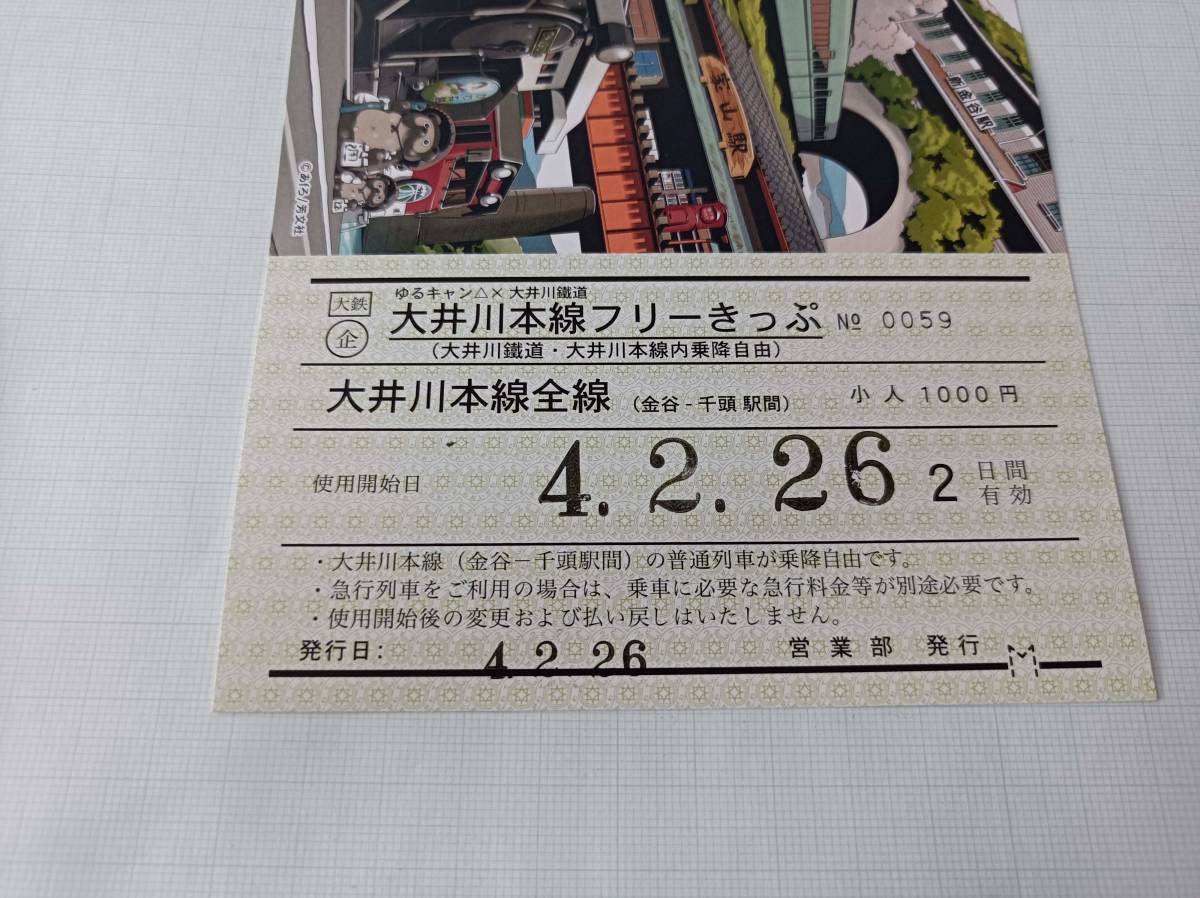 家山駅
新金谷駅
©あfろ/芳文社
大鉄
企
ゆるキャン△× 大井川鐵道
大井川本線フリーきっぷ № 0059
(大井川鐵道・大井川本線内乗降自由)
大井川本線全線 (金谷-千頭 駅間) 小人 1000円
使用開始日 4.2.26 2 日間有効
・大井川本線（金谷－千頭駅間）の普通列車が乗降自由です。
・急行列車をご利用の場合は、乗車に必要な急行料金等が別途必要です。
・使用開始後の変更および払い戻しはいたしません。
発行日: 4.2.26 営業部 発行